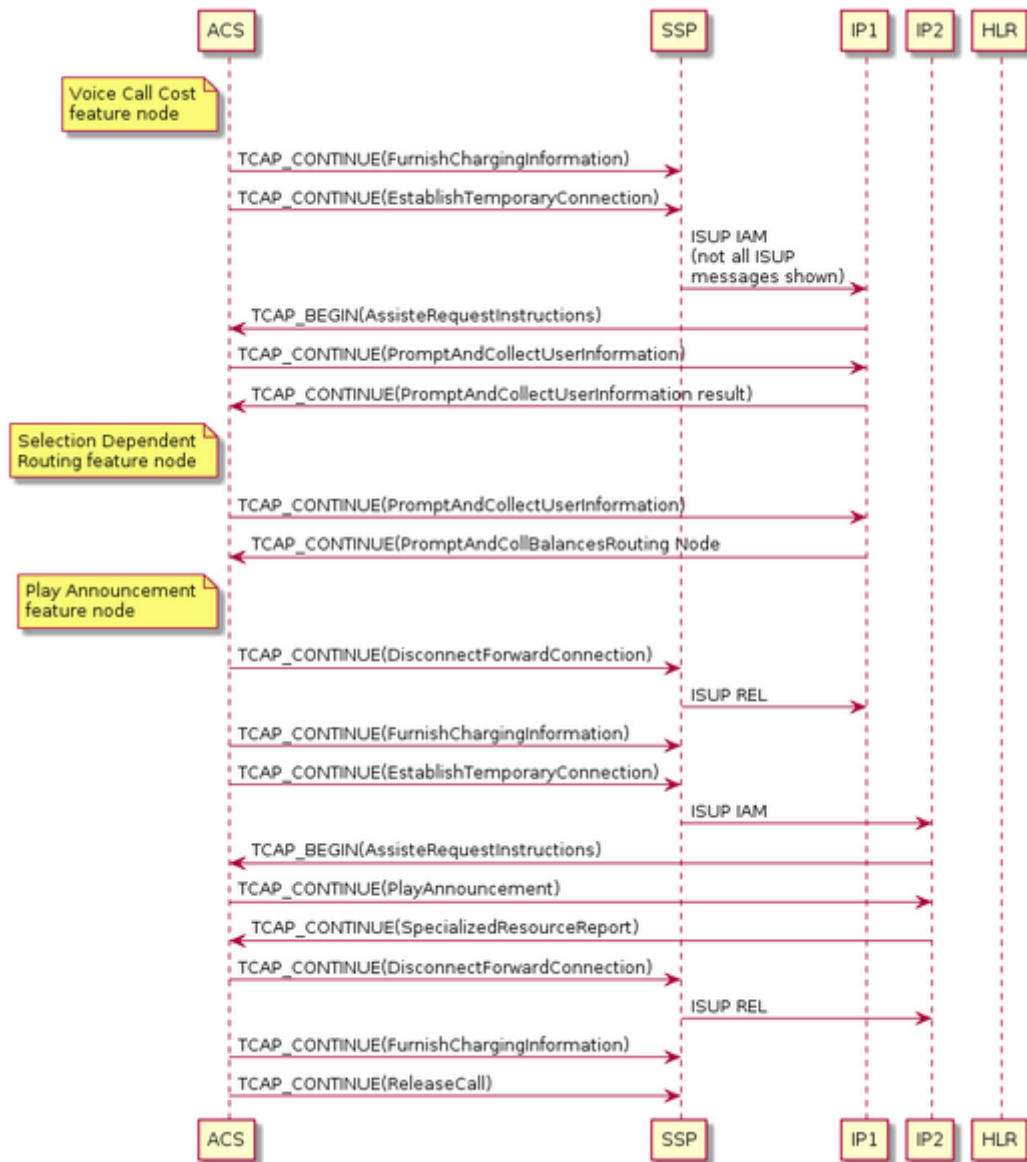 ACS
SSP
IP1
IP2
HLR
Voice Call Cost
feature node
TCAP_CONTINUE(FurnishChargingInformation)
TCAP_CONTINUE(EstablishTemporaryConnection)
ISUP IAM
(not all ISUP
messages shown)
TCAP_BEGIN(AssisteRequestInstructions)
TCAP_CONTINUE(PromptAndCollectUserInformation)
TCAP_CONTINUE(PromptAndCollectUserInformation result)
Selection Dependent
Routing feature node
TCAP_CONTINUE(PromptAndCollectUserInformation)
TCAP_CONTINUE(PromptAndCollBalancesRouting Node
Play Announcement
feature node
TCAP_CONTINUE(DisconnectForwardConnection)
ISUP REL
TCAP_CONTINUE(FurnishChargingInformation)
TCAP_CONTINUE(EstablishTemporaryConnection)
ISUP IAM
TCAP_BEGIN(AssisteRequestInstructions)
TCAP_CONTINUE(PlayAnnouncement)
TCAP_CONTINUE(SpecializedResourceReport)
TCAP_CONTINUE(DisconnectForwardConnection)
ISUP REL
TCAP_CONTINUE(FurnishChargingInformation)
TCAP_CONTINUE(ReleaseCall)
ACS
SSP
IP1
IP2
HLR